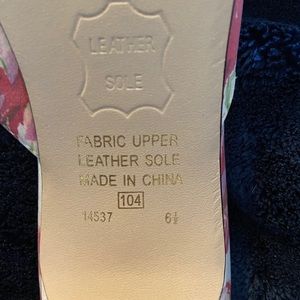 LEATHER
SOLE
FABRIC UPPER
LEATHER SOLE
MADE IN CHINA
104
14537 6½